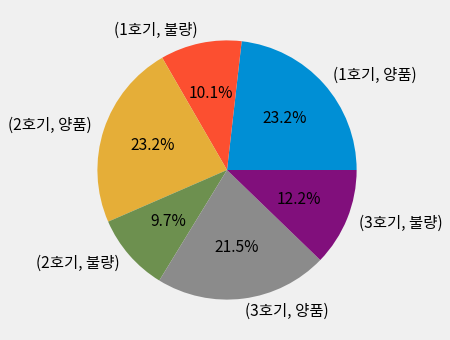 (1호기, 불량)
(1호기, 양품)
10.1%
23.2%
(2호기, 양품)
23.2%
12.2%
9.7%
(3호기, 불량)
21.5%
(2호기, 불량)
(3호기, 양품)